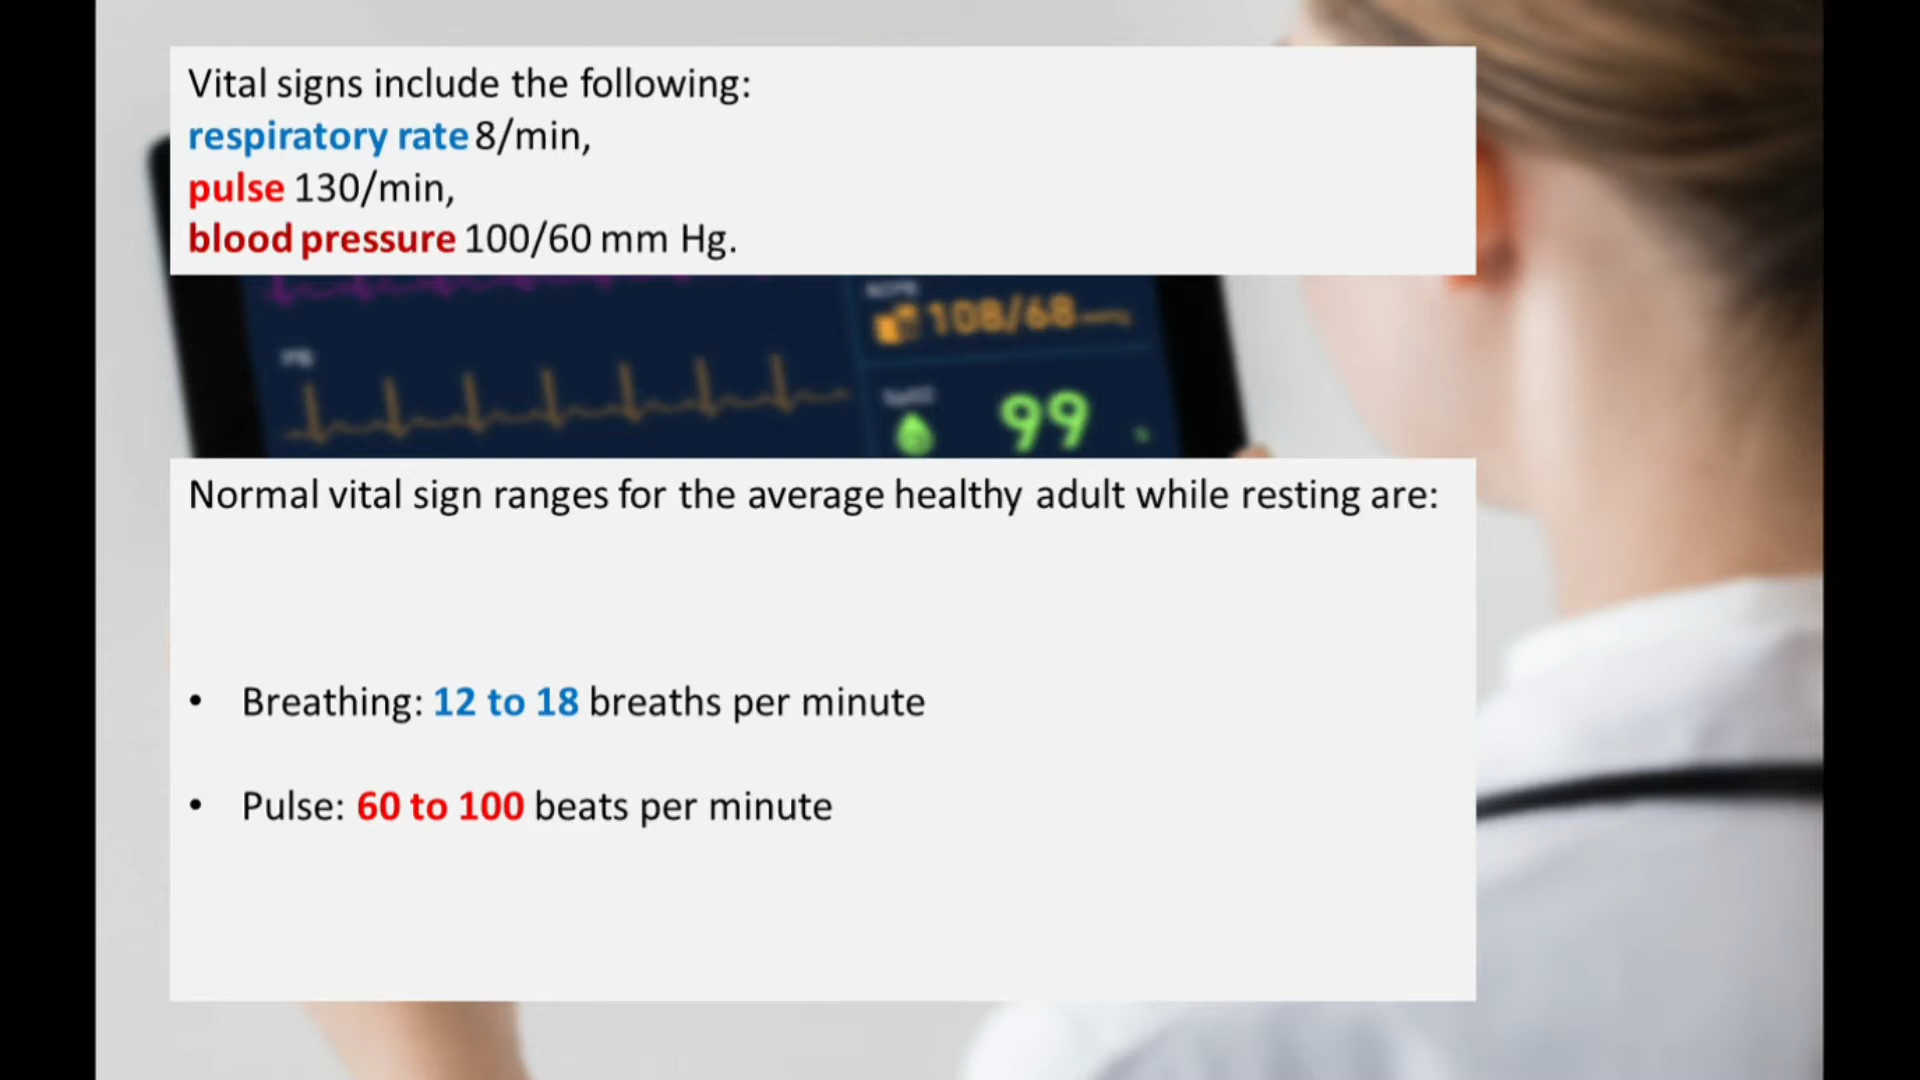 Vital signs include the following:
respiratory rate 8/min,
pulse 130/min,
blood pressure 100/60 mm Hg.
108/68
99
Normal vital sign ranges for the average healthy adult while resting are:
• Breathing: 12 to 18 breaths per minute
• Pulse: 60 to 100 beats per minute